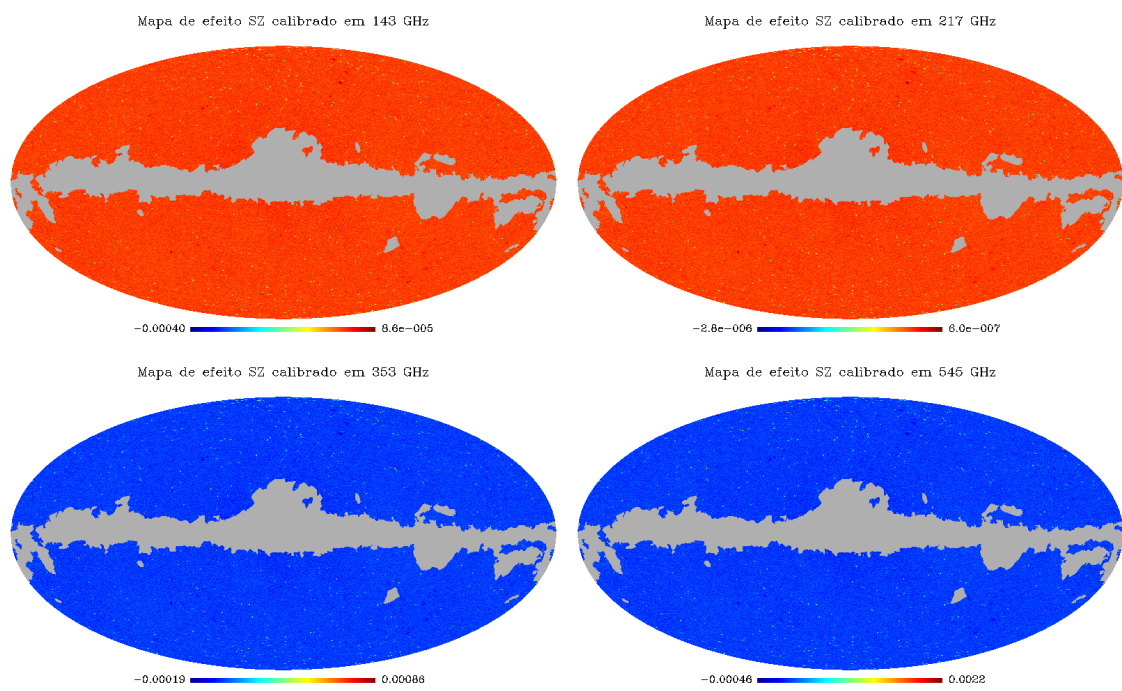 Mapa de efeito SZ calibrado em 143 GHz
-0.00040 8.6e-005
Mapa de efeito SZ calibrado em 217 GHz
-2.8e-006 6.0e-007
Mapa de efeito SZ calibrado em 353 GHz
-0.00019 0.00086
Mapa de efeito SZ calibrado em 545 GHz
-0.00046 0.0022